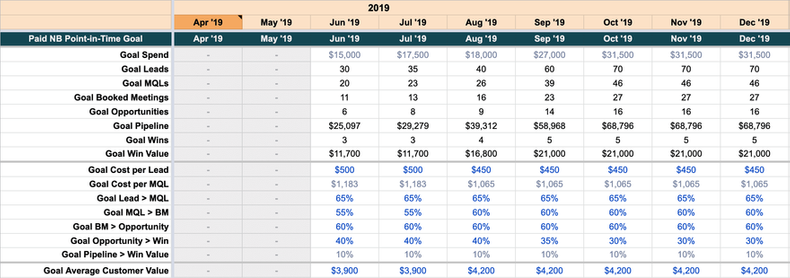 2019
Apr '19 May '19 Jun '19 Jul '19 Aug '19 Sep '19 Oct '19 Nov '19 Dec '19
Paid NB Point-in-Time Goal Apr '19 May '19 Jun '19 Jul '19 Aug '19 Sep '19 Oct '19 Nov '19 Dec '19
Goal Spend - - $15,000 $17,500 $18,000 $27,000 $31,500 $31,500 $31,500
Goal Leads - - 30 35 40 60 70 70 70
Goal MQLs - - 20 23 26 39 46 46 46
Goal Booked Meetings - - 11 13 16 23 27 27 27
Goal Opportunities - - 6 8 9 14 16 16 16
Goal Pipeline - - $25,097 $29,279 $39,312 $58,968 $68,796 $68,796 $68,796
Goal Wins - - 3 3 4 5 5 5 5
Goal Win Value - - $11,700 $11,700 $16,800 $21,000 $21,000 $21,000 $21,000
Goal Cost per Lead - - $500 $500 $450 $450 $450 $450 $450
Goal Cost per MQL - - $1,183 $1,183 $1,065 $1,065 $1,065 $1,065 $1,065
Goal Lead > MQL - - 65% 65% 65% 65% 65% 65% 65%
Goal MQL > BM - - 55% 55% 60% 60% 60% 60% 60%
Goal BM > Opportunity - - 60% 60% 60% 60% 60% 60% 60%
Goal Opportunity > Win - - 40% 40% 40% 35% 30% 30% 30%
Goal Pipeline > Win Value - - 10% 10% 10% 10% 10% 10% 10%
Goal Average Customer Value - - $3,900 $3,900 $4,200 $4,200 $4,200 $4,200 $4,200